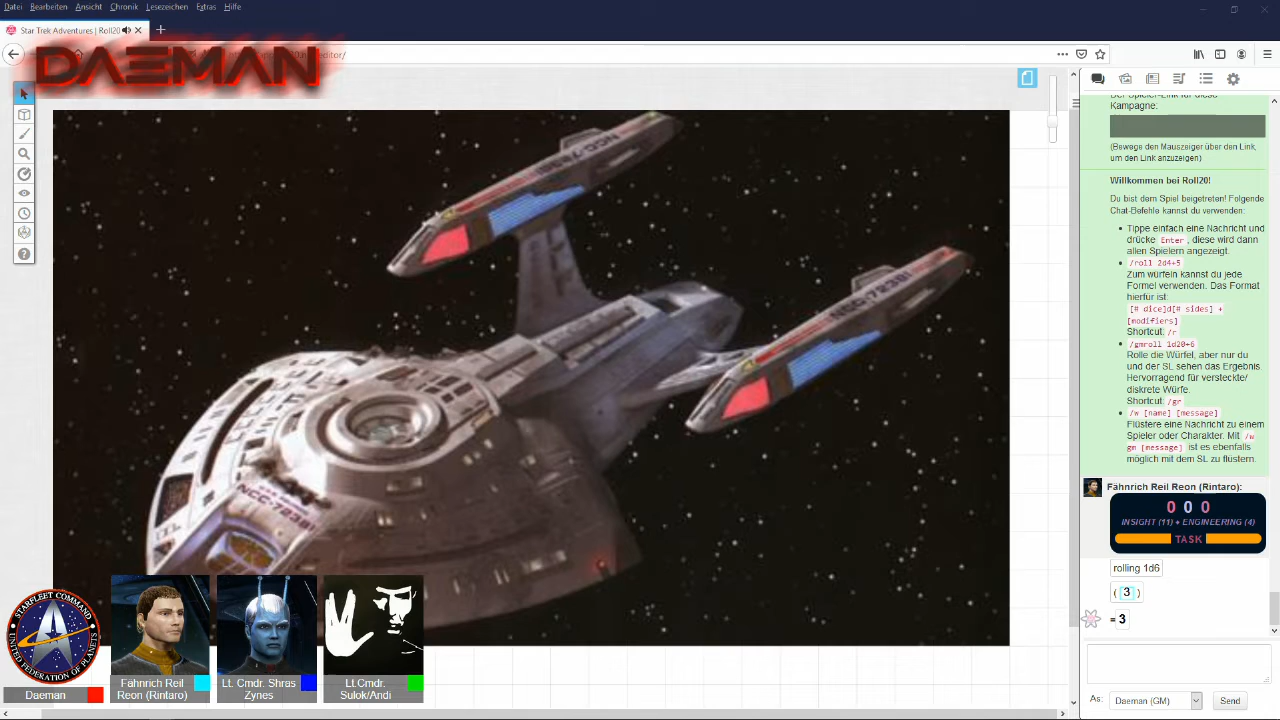 Datei Bearbeiten Ansicht Chronik Lesezeichen Extras Hilfe
Star Trek Adventures | Roll20
DAEMAN
editor/
Kampagne:
(Bewege den Mauszeiger über den Link,
um den Link anzuzeigen)
Willkommen bei Roll20!
Du bist dem Spiel beigetreten! Folgende
Chat-Befehle kannst du verwenden:
Tippe einfach eine Nachricht und
drücke Enter , diese wird dann
allen Spielern angezeigt.
/roll 2d4+5
Zum würfeln kannst du jede
Formel verwenden. Das Format
hierfür ist:
[# dice]d[# sides] +
[modifiers]
Shortcut: /r
/gmroll 1d20+6
Rolle die Würfel, aber nur du
und der SL sehen das Ergebnis.
Hervorragend für versteckte/
diskrete Würfe.
Shortcut: /gr
/w [name] [message]
Flüstere eine Nachricht zu einem
Spieler oder Charakter. Mit /w
gm [message] ist es ebenfalls
möglich mit dem SL zu flüstern.
Fähnrich Reil Reon (Rintaro):
0 0 0
INSIGHT (11) + ENGINEERING (4)
TASK
rolling 1d6
( 3 )
= 3
As: Daeman (GM) Send
NCC-72381
NCC-72381
STARFLEET COMMAND
UNITED FEDERATION OF PLANETS
Daeman
Fähnrich Reil
Reon (Rintaro)
Lt. Cmdr. Shras
Zynes
Lt.Cmdr.
Sulok/Andi